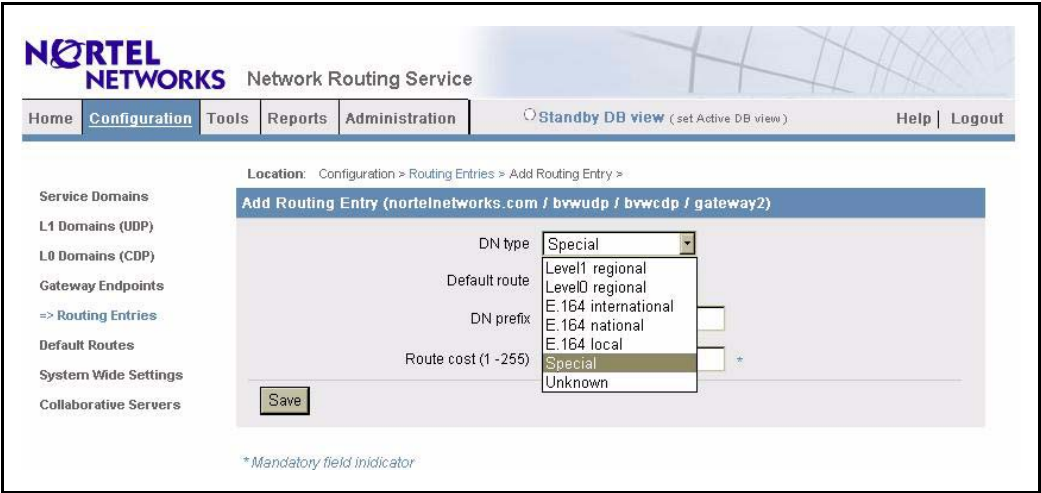 NORTEL
NETWORKS Network Routing Service
Home Configuration Tools Reports Administration Standby DB view ( set Active DB view ) Help | Logout
Location: Configuration > Routing Entries > Add Routing Entry >
Add Routing Entry (nortelnetworks.com / bvwudp / bvwcdp / gateway2)
Service Domains
L1 Domains (UDP)
L0 Domains (CDP)
Gateway Endpoints
=> Routing Entries
Default Routes
System Wide Settings
Collaborative Servers
DN type Special
Default route
DN prefix
Route cost (1 -255) *
Level1 regional
Level0 regional
E.164 international
E.164 national
E.164 local
Special
Unknown
Save
* Mandatory field inidicator